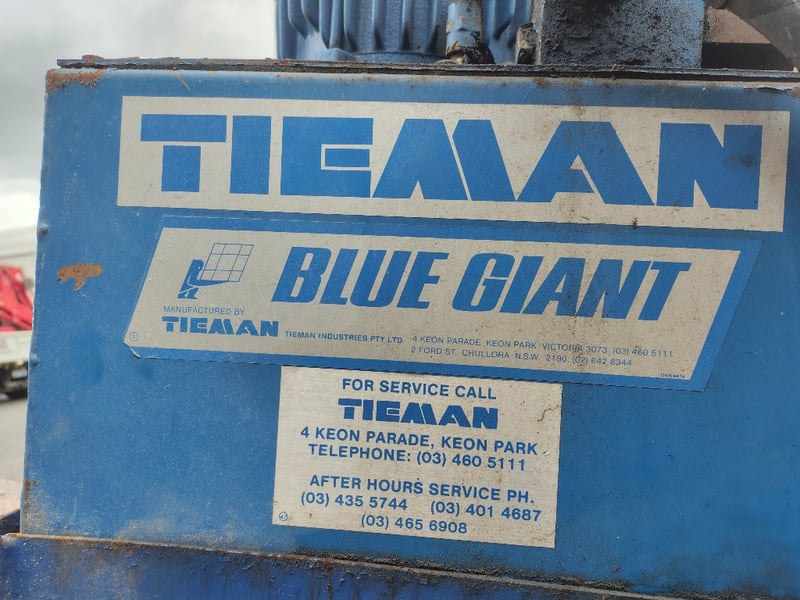 TIEMAN
BLUE GIANT
MANUFACTURED BY
TIEMAN TIEMAN INDUSTRIES PTY LTD
4 KEON PARADE, KEON PARK VICTORIA 3073 (03) 460 5111
2 FORD ST. CHULLORA N.S.W. 2190. (02) 642 8344
FOR SERVICE CALL
TIEMAN
4 KEON PARADE, KEON PARK
TELEPHONE: (03) 460 5111
AFTER HOURS SERVICE PH.
(03) 435 5744 (03) 401 4687
(03) 465 6908